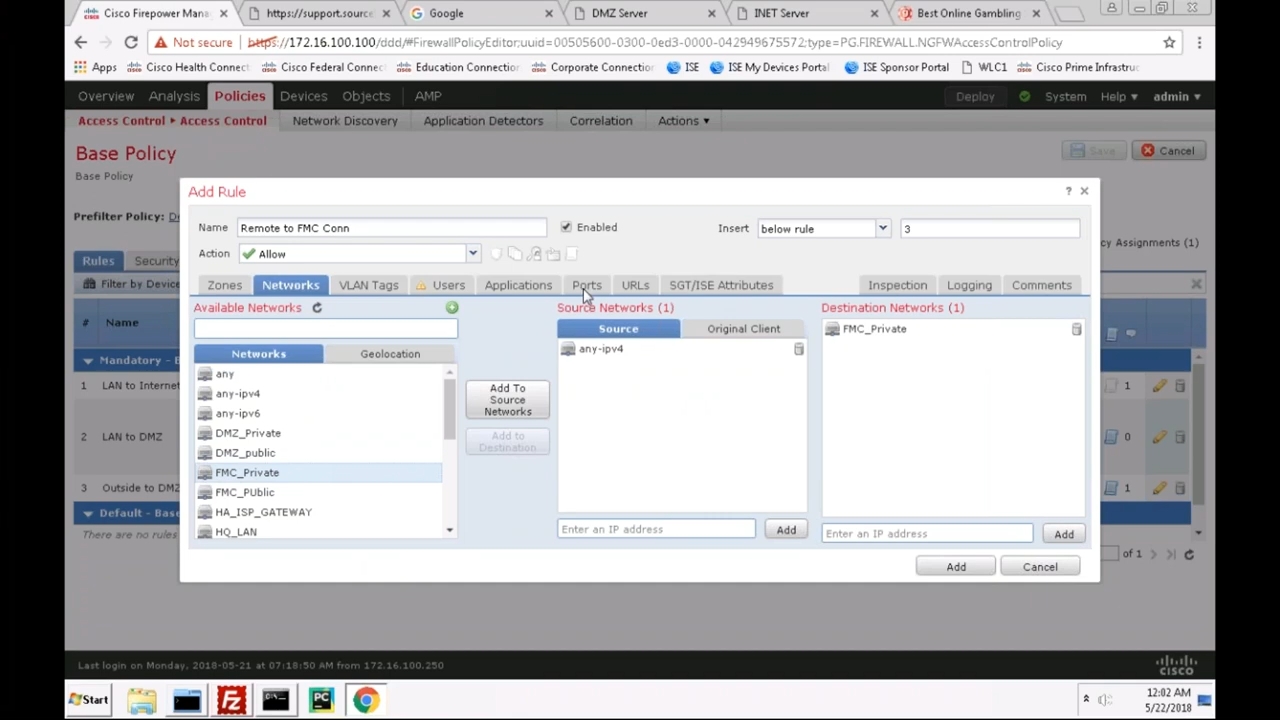 Cisco Firepower Mana
https://support.source
Google
DMZ Server
INET Server
Best Online Gambling
Not secure https://172.16.100.100/ddd/#FirewallPolicyEditor;uuid=00505600-0300-0ed3-0000-042949675572;type=PG.FIREWALL.NGFWAccessControlPolicy
Apps Cisco Health Connect Cisco Federal Connec Education Connection Corporate Connection ISE ISE My Devices Portal ISE Sponsor Portal WLC1 Cisco Prime Infrastruc
Overview Analysis Policies Devices Objects AMP Deploy System Help admin
Access Control Access Control Network Discovery Application Detectors Correlation Actions
Base Policy
Save Cancel
Base Policy
Add Rule
?
Prefilter Policy:
Name Remote to FMC Conn Enabled Insert below rule 3
cy Assignments (1)
Action Allow
Rules Security
Filter by Device
Zones Networks VLAN Tags Users Applications Ports URLs SGT/ISE Attributes Inspection Logging Comments
Available Networks Source Networks (1) Destination Networks (1)
# Name
Source Original Client FMC_Private
Networks Geolocation any-ipv4
Mandatory - B
any
any-ipv4
any-ipv6
DMZ_Private
DMZ_public
FMC_Private
FMC_PUblic
HA_ISP_GATEWAY
HQ_LAN
Add To
Source
Networks
Add to
Destination
1 LAN to Internet 1
2 LAN to DMZ 0
3 Outside to DMZ 1
Default - Base
There are no rules
Enter an IP address Add
Enter an IP address Add
of 1
Add Cancel
Last login on Monday, 2018-05-21 at 07:18:50 AM from 172.16.100.250
CISCO
Start
Fz
PC
12:02 AM
5/22/2018